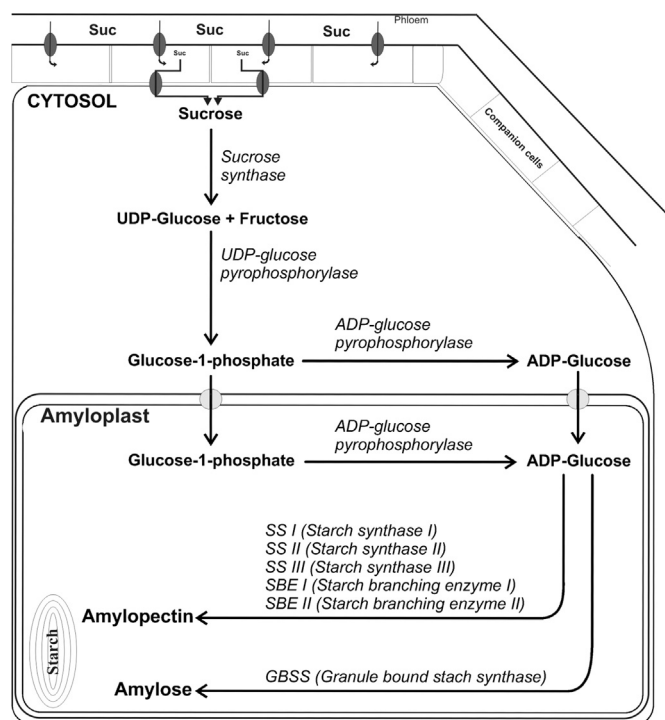 Phloem
Suc Suc Suc
Suc Suc
CYTOSOL
Sucrose
Companion cells
Sucrose
synthase
UDP-Glucose + Fructose
UDP-glucose
pyrophosphorylase
ADP-glucose
pyrophosphorylase
Glucose-1-phosphate ADP-Glucose
Amyloplast
ADP-glucose
pyrophosphorylase
Glucose-1-phosphate ADP-Glucose
SS I (Starch synthase I)
SS II (Starch synthase II)
SS III (Starch synthase III)
SBE I (Starch branching enzyme I)
SBE II (Starch branching enzyme II)
Amylopectin
Starch
GBSS (Granule bound stach synthase)
Amylose